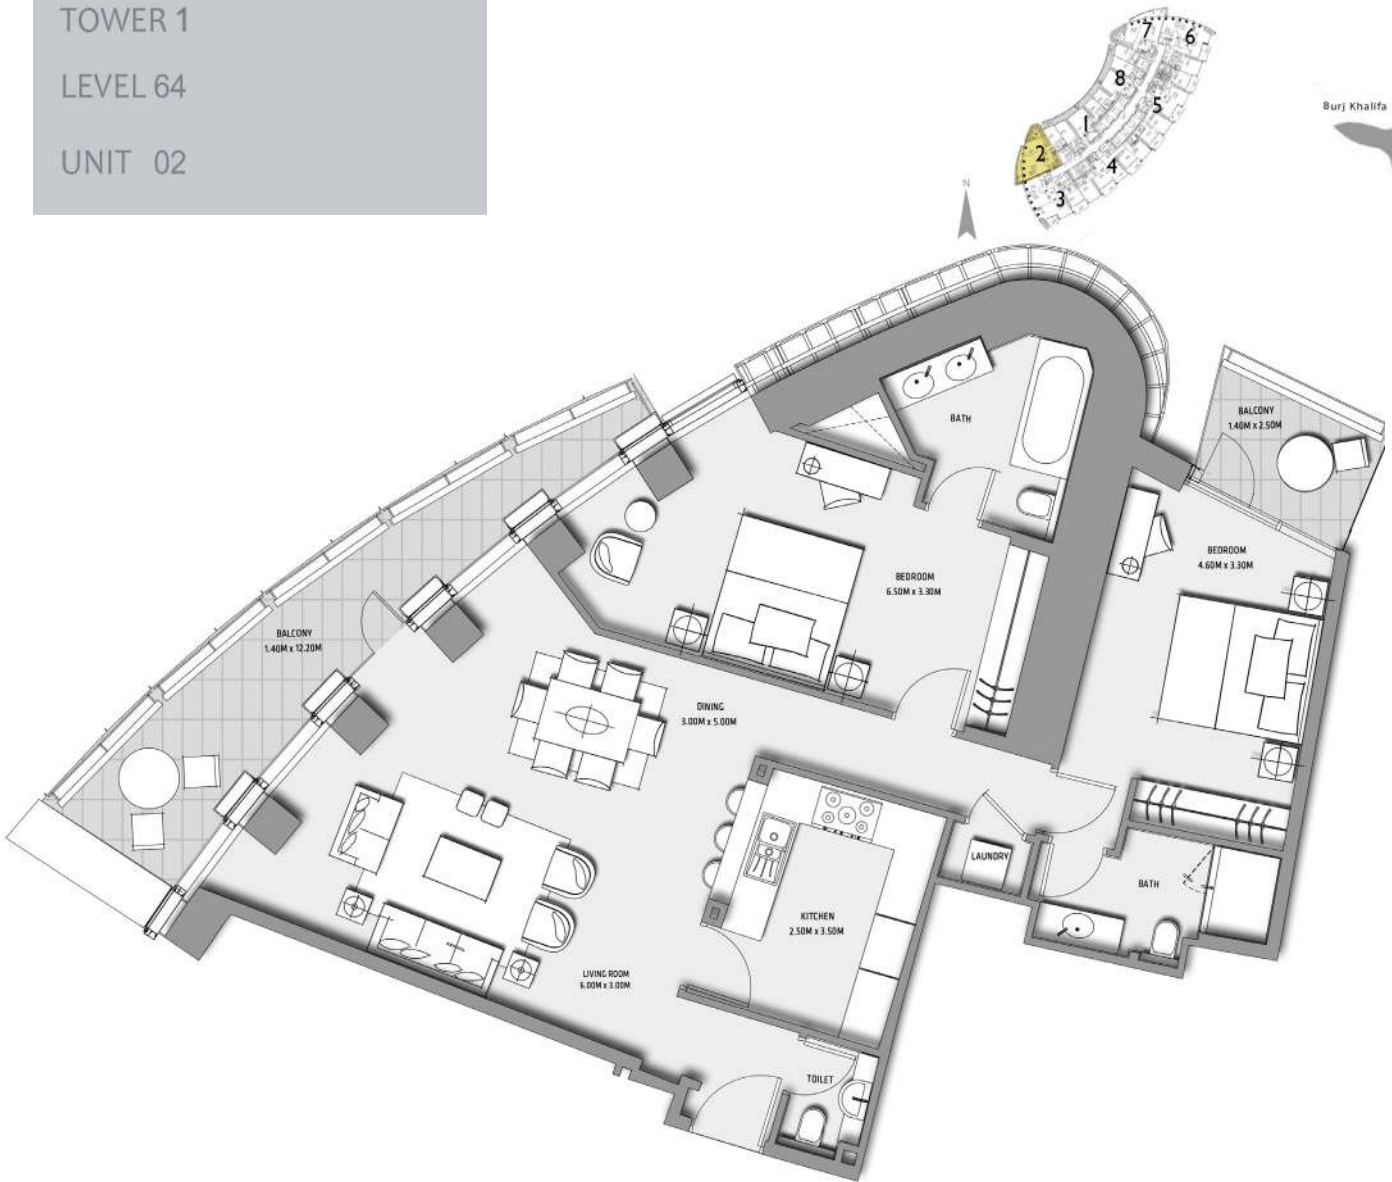 TOWER 1
LEVEL 64
UNIT 02
7
6
8
5
1
2
4
3
Burj Khalifa
N
BATH
BALCONY
1.40M x 2.50M
BEDROOM
4.60M x 3.30M
BEDROOM
6.50M x 3.30M
BALCONY
1.40M x 12.20M
DINING
3.00M x 5.00M
LAUNDRY
BATH
KITCHEN
2.50M x 3.50M
LIVING ROOM
6.00M x 3.00M
TOILET